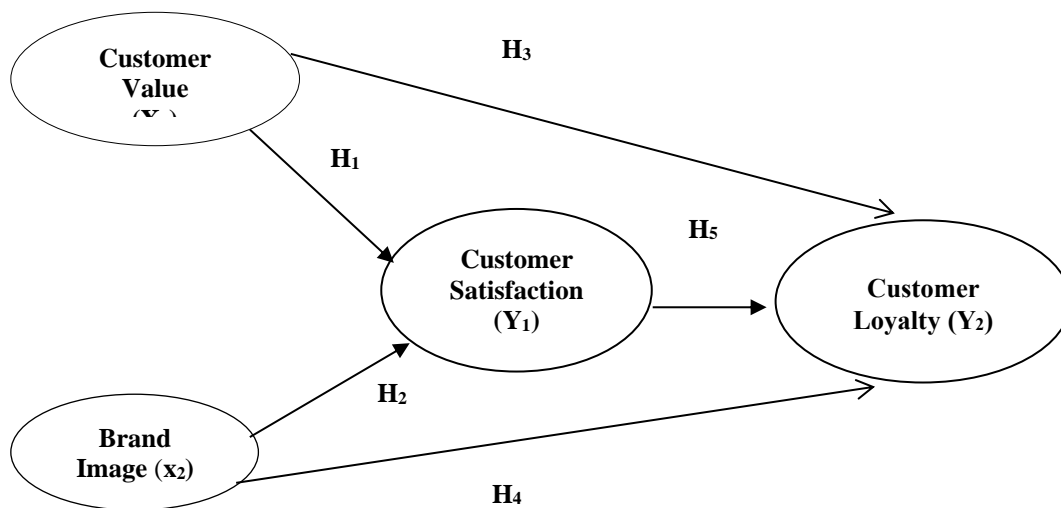 Customer
Value
H₃
H₁
Customer
Satisfaction
(Y₁)
H₅
Customer
Loyalty (Y₂)
H₂
Brand
Image (x₂)
H₄